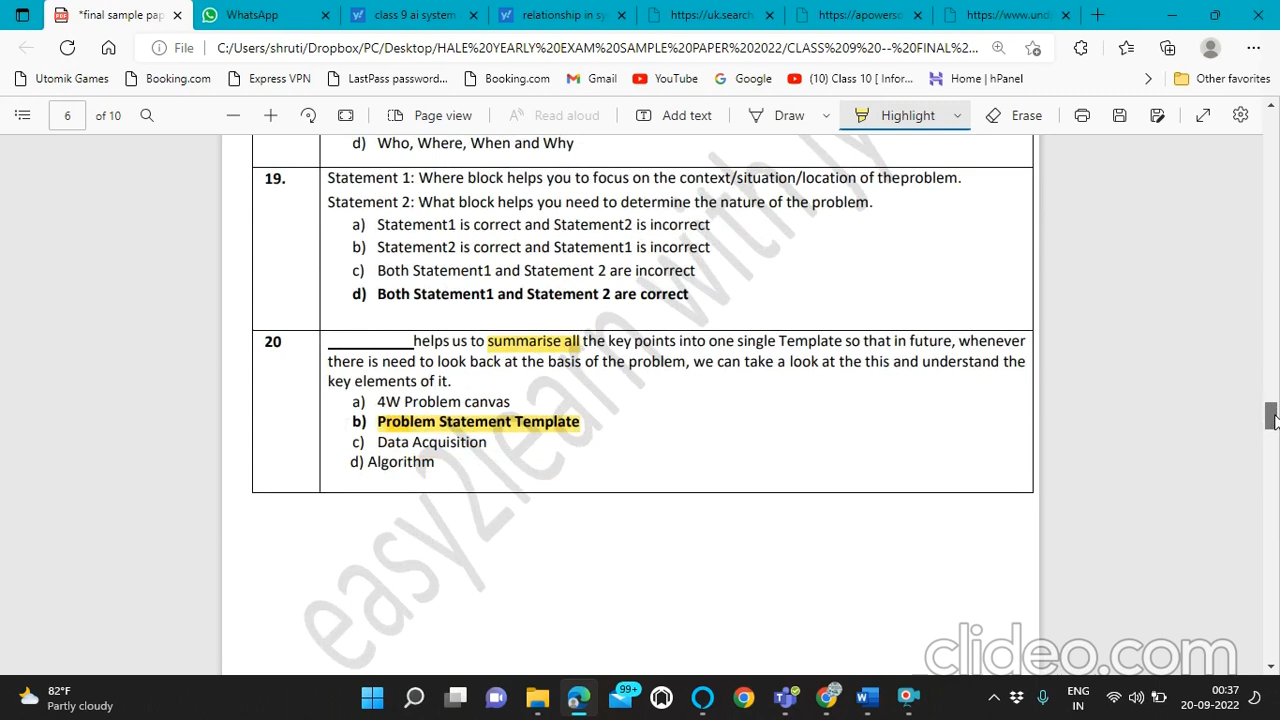 *final sample pap
WhatsApp
class 9 ai system
relationship in sy
https://uk.search
https://apowerso
https://www.und
File
C:/Users/shruti/Dropbox/PC/Desktop/HALE%20YEARLY%20EXAM%20SAMPLE%20PAPER%202022/CLASS%209%20--%20FINAL%...
Utomik Games
Booking.com
Express VPN
LastPass password...
Booking.com
Gmail
YouTube
Google
(10) Class 10 [ Infor...
Home | hPanel
Other favorites
6
of 10
Page view
Read aloud
Add text
Draw
Highlight
Erase
d) Who, Where, When and Why
19.
Statement 1: Where block helps you to focus on the context/situation/location of theproblem.
Statement 2: What block helps you need to determine the nature of the problem.
a) Statement1 is correct and Statement2 is incorrect
b) Statement2 is correct and Statement1 is incorrect
c) Both Statement1 and Statement 2 are incorrect
d) Both Statement1 and Statement 2 are correct
20
__________helps us to summarise all the key points into one single Template so that in future, whenever
there is need to look back at the basis of the problem, we can take a look at the this and understand the
key elements of it.
a) 4W Problem canvas
b) Problem Statement Template
c) Data Acquisition
d) Algorithm
easy2learn with jy
clideo.com
82°F
Partly cloudy
99+
ENG
IN
00:37
20-09-2022